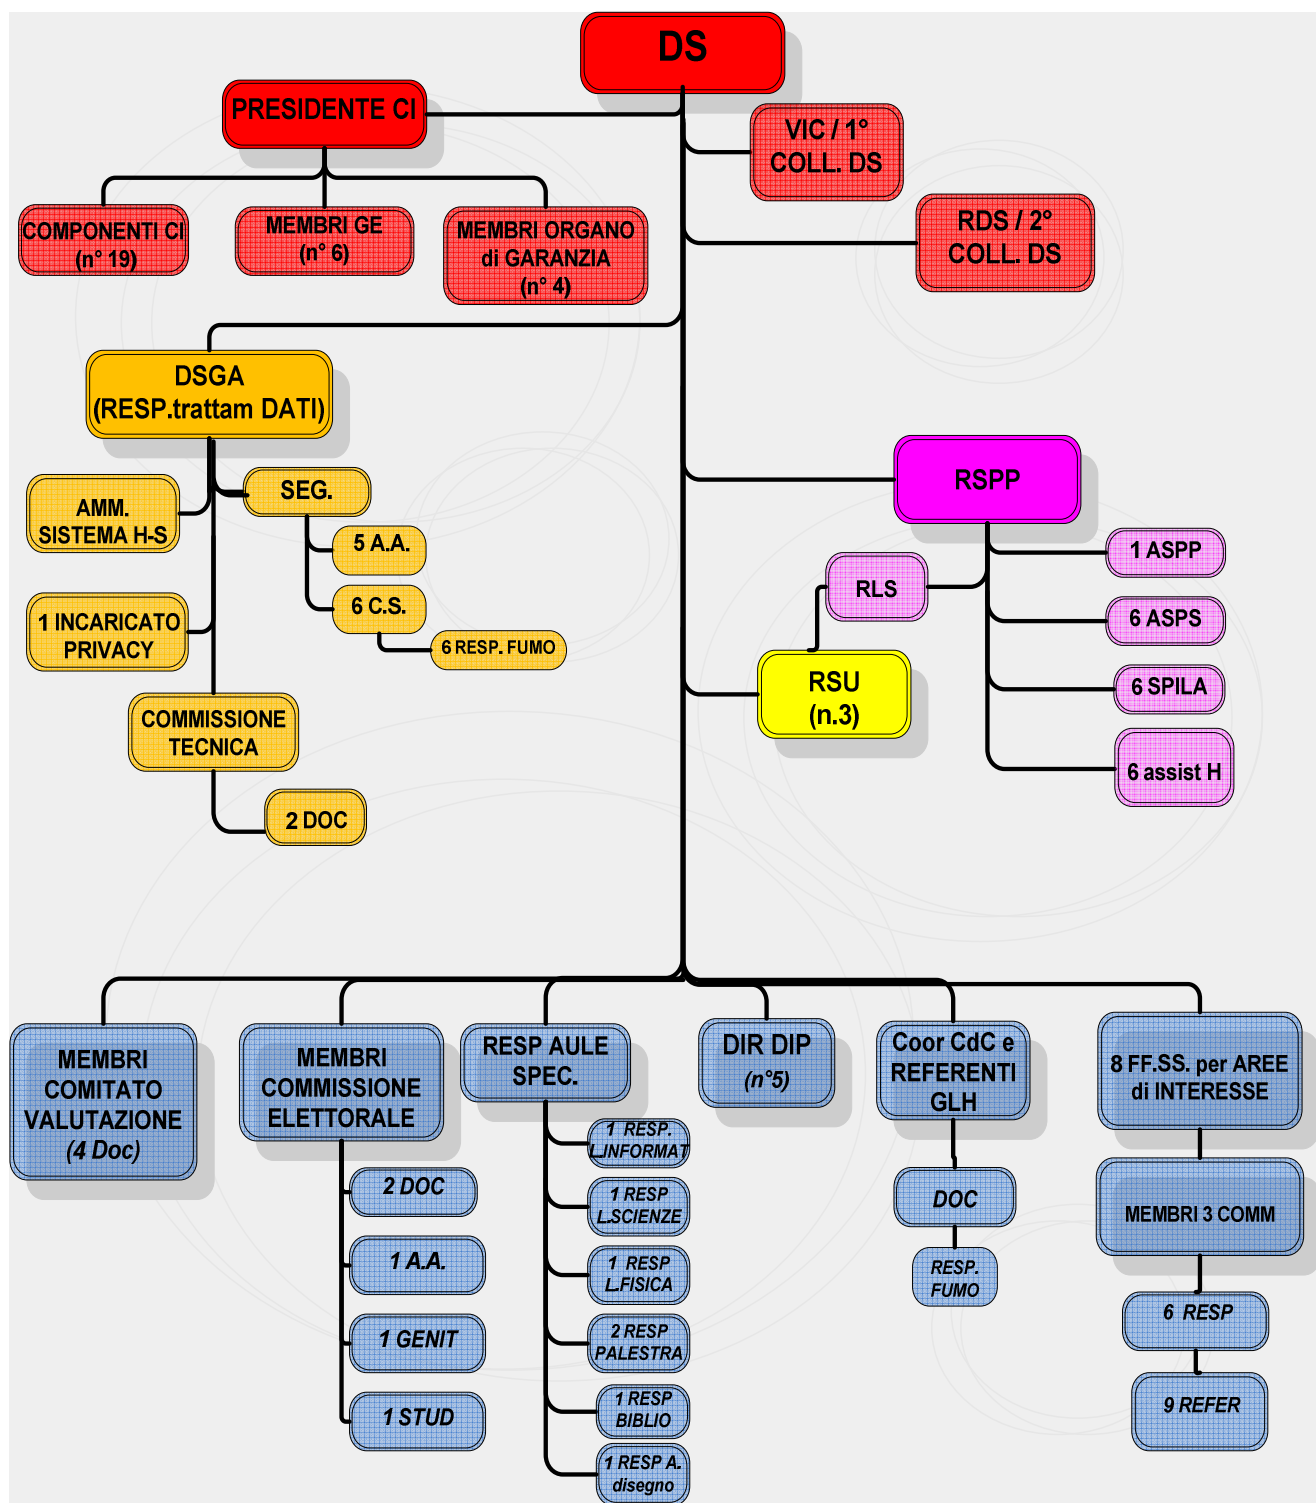 DS
PRESIDENTE CI
VIC / 1°
COLL. DS
COMPONENTI CI
(n° 19)
MEMBRI GE
(n° 6)
MEMBRI ORGANO
di GARANZIA
(n° 4)
RDS / 2°
COLL. DS
DSGA
(RESP.trattam DATI)
RSPP
AMM.
SISTEMA H-S
SEG.
5 A.A.
6 C.S.
6 RESP. FUMO
1 INCARICATO
PRIVACY
COMMISSIONE
TECNICA
2 DOC
RLS
RSU
(n.3)
1 ASPP
6 ASPS
6 SPILA
6 assist H
MEMBRI
COMITATO
VALUTAZIONE
(4 Doc)
MEMBRI
COMMISSIONE
ELETTORALE
2 DOC
1 A.A.
1 GENIT
1 STUD
RESP AULE
SPEC.
1 RESP.
L.INFORMAT
1 RESP
L.SCIENZE
1 RESP
L.FISICA
2 RESP
PALESTRA
1 RESP
BIBLIO
1 RESP A.
disegno
DIR DIP
(n°5)
Coor CdC e
REFERENTI
GLH
DOC
RESP.
FUMO
8 FF.SS. per AREE
di INTERESSE
MEMBRI 3 COMM
6 RESP
9 REFER